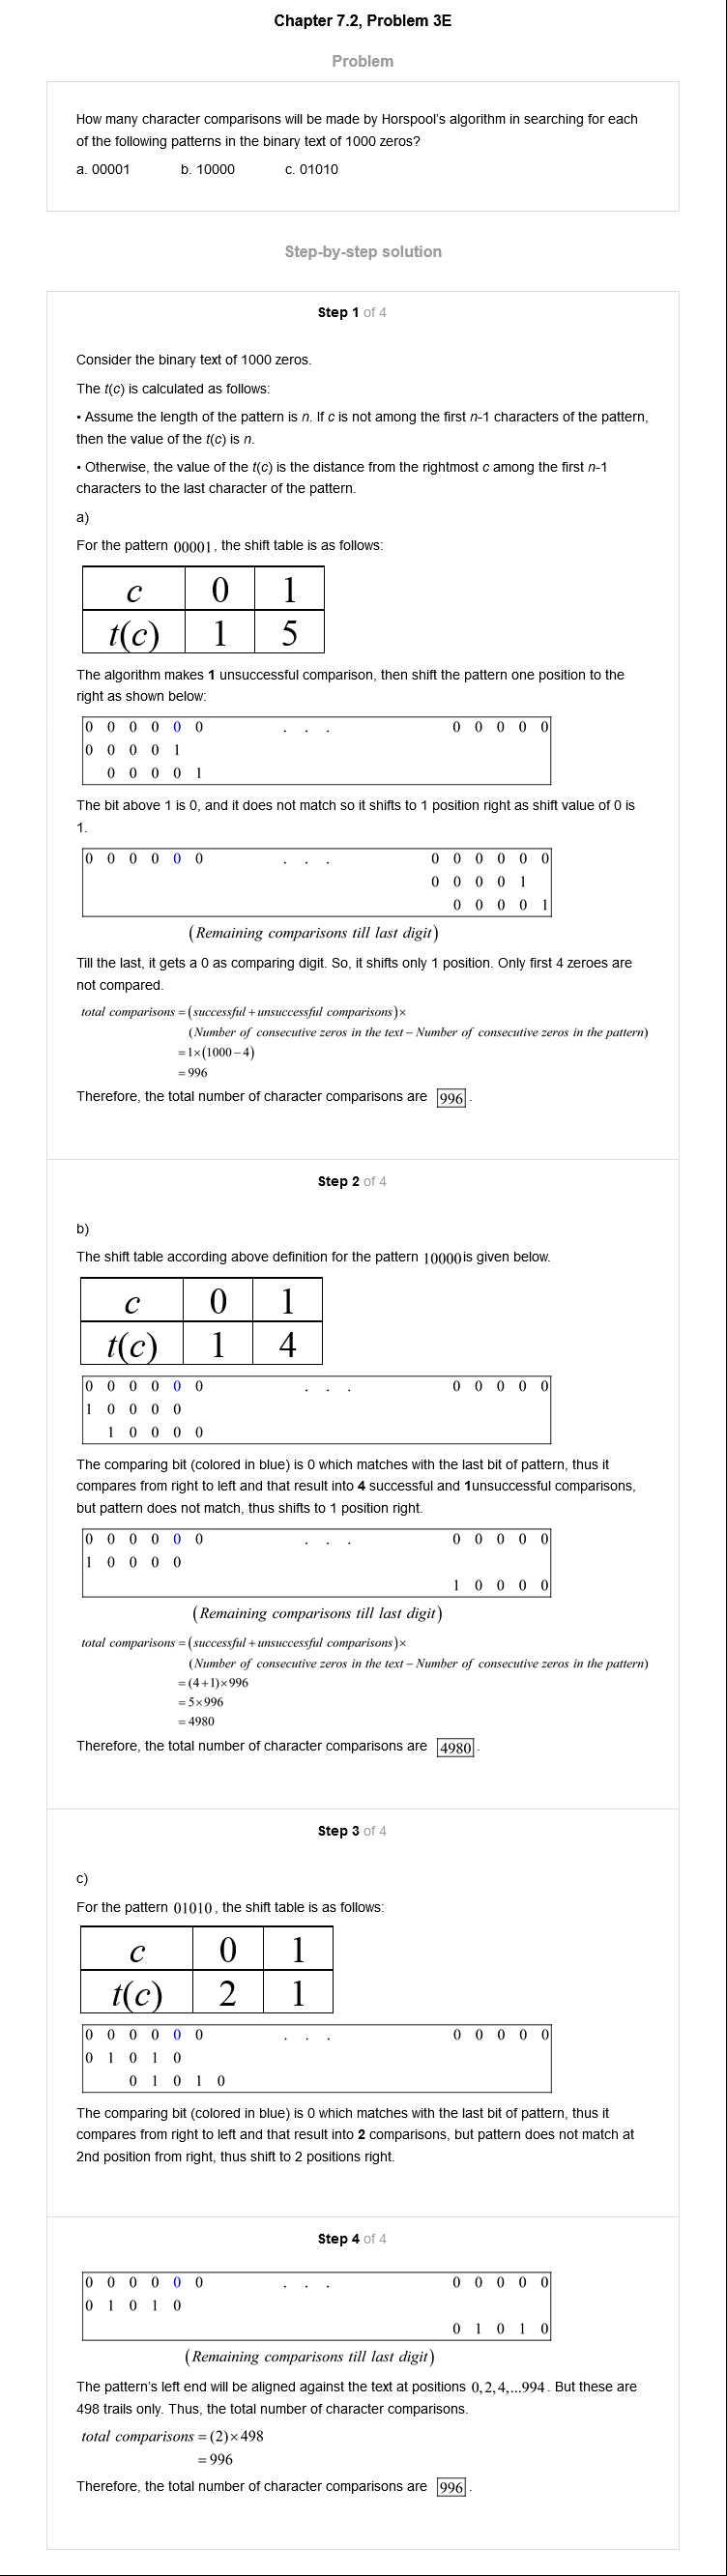 Chapter 7.2, Problem 3E
Problem
How many character comparisons will be made by Horspool's algorithm in searching for each
of the following patterns in the binary text of 1000 zeros?
a. 00001 b. 10000 c. 01010
Step-by-step solution
Step 1 of 4
Consider the binary text of 1000 zeros.
The t(c) is calculated as follows:
• Assume the length of the pattern is n. If c is not among the first n-1 characters of the pattern,
then the value of the t(c) is n.
• Otherwise, the value of the t(c) is the distance from the rightmost c among the first n-1
characters to the last character of the pattern.
a)
For the pattern 00001, the shift table is as follows:
c 0 1
t(c) 1 5
The algorithm makes 1 unsuccessful comparison, then shift the pattern one position to the
right as shown below:
0 0 0 0 0 0 . . . 0 0 0 0 0
0 0 0 0 1
0 0 0 0 1
The bit above 1 is 0, and it does not match so it shifts to 1 position right as shift value of 0 is
1.
0 0 0 0 0 0 . . . 0 0 0 0 0 0
0 0 0 0 1
0 0 0 0 1
(Remaining comparisons till last digit)
Till the last, it gets a 0 as comparing digit. So, it shifts only 1 position. Only first 4 zeroes are
not compared.
total comparisons = (successful + unsuccessful comparisons)×
(Number of consecutive zeros in the text − Number of consecutive zeros in the pattern)
= 1×(1000 − 4)
= 996
Therefore, the total number of character comparisons are 996.
Step 2 of 4
b)
The shift table according above definition for the pattern 10000 is given below.
c 0 1
t(c) 1 4
0 0 0 0 0 0 . . . 0 0 0 0 0
1 0 0 0 0
1 0 0 0 0
The comparing bit (colored in blue) is 0 which matches with the last bit of pattern, thus it
compares from right to left and that result into 4 successful and 1unsuccessful comparisons,
but pattern does not match, thus shifts to 1 position right.
0 0 0 0 0 0 . . . 0 0 0 0 0
1 0 0 0 0
1 0 0 0 0
(Remaining comparisons till last digit)
total comparisons = (successful + unsuccessful comparisons)×
(Number of consecutive zeros in the text − Number of consecutive zeros in the pattern)
= (4 + 1)×996
= 5×996
= 4980
Therefore, the total number of character comparisons are 4980.
Step 3 of 4
c)
For the pattern 01010, the shift table is as follows:
c 0 1
t(c) 2 1
0 0 0 0 0 0 . . . 0 0 0 0 0
0 1 0 1 0
0 1 0 1 0
The comparing bit (colored in blue) is 0 which matches with the last bit of pattern, thus it
compares from right to left and that result into 2 comparisons, but pattern does not match at
2nd position from right, thus shift to 2 positions right.
Step 4 of 4
0 0 0 0 0 0 . . . 0 0 0 0 0
0 1 0 1 0
0 1 0 1 0
(Remaining comparisons till last digit)
The pattern's left end will be aligned against the text at positions 0,2,4,...994. But these are
498 trails only. Thus, the total number of character comparisons.
total comparisons = (2)×498
= 996
Therefore, the total number of character comparisons are 996.